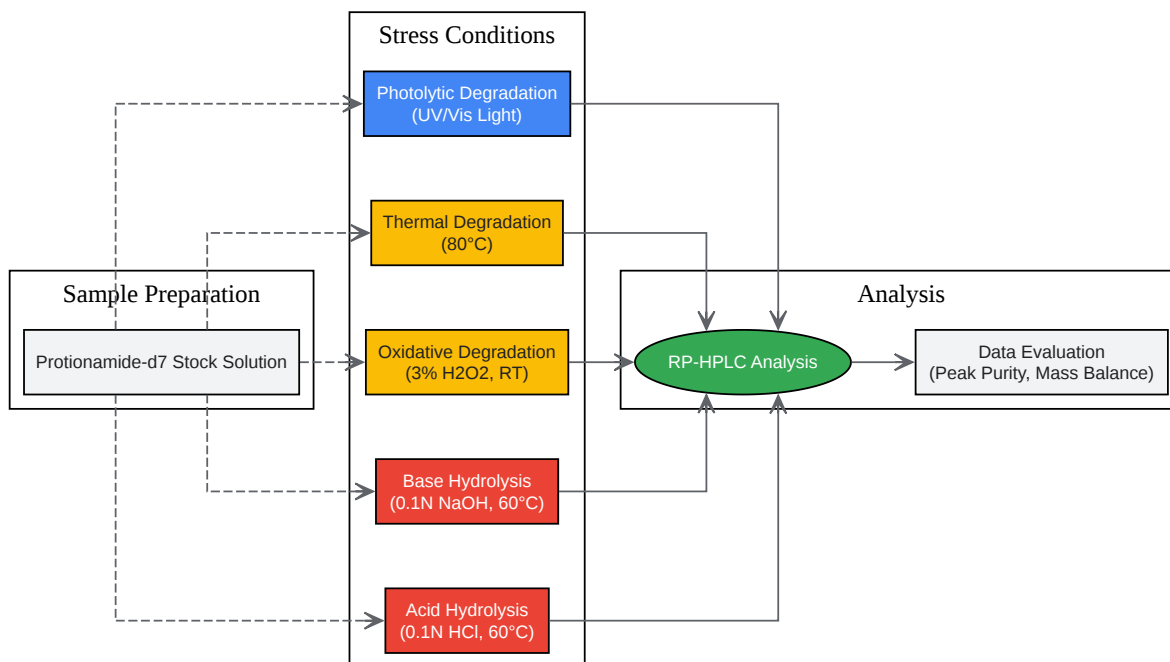 Stress Conditions
Photolytic Degradation
(UV/Vis Light)
Thermal Degradation
(80°C)
Sample Preparation
Analysis
Protionamide-d7 Stock Solution
Oxidative Degradation
(3% H2O2, RT)
RP-HPLC Analysis
Data Evaluation
(Peak Purity, Mass Balance)
Base Hydrolysis
(0.1N NaOH, 60°C)
Acid Hydrolysis
(0.1N HCl, 60°C)